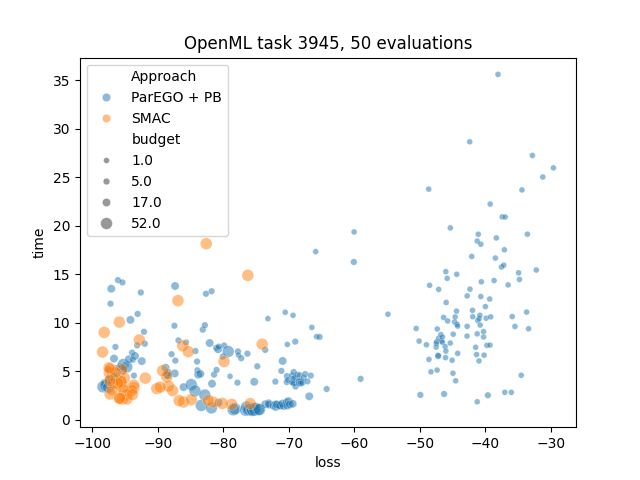 OpenML task 3945, 50 evaluations
Approach
ParEGO + PB
SMAC
budget
1.0
5.0
17.0
52.0
time
35
30
25
20
15
10
5
0
−100
−90
−80
−70
−60
−50
−40
−30
loss